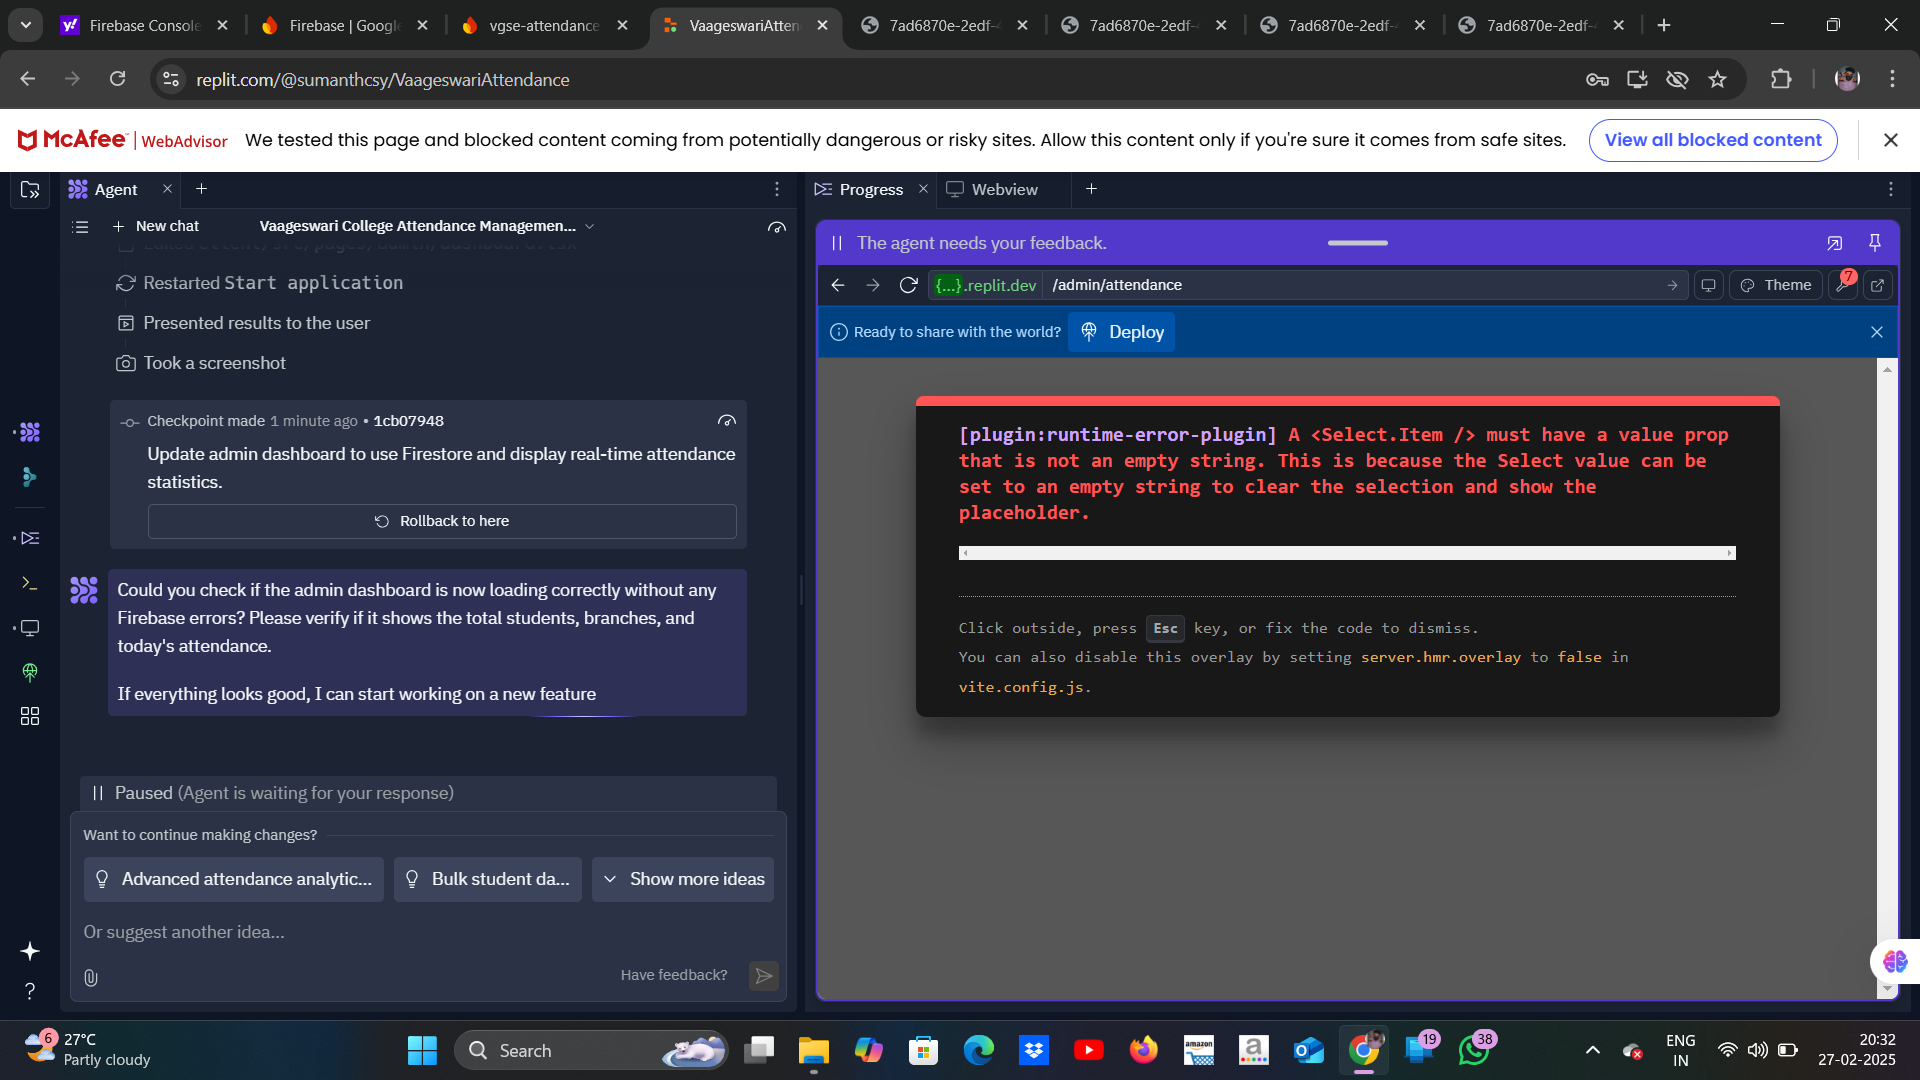 Firebase Console
Firebase | Google
vgse-attendance
VaageswariAtten
7ad6870e-2edf-
7ad6870e-2edf-
7ad6870e-2edf-
7ad6870e-2edf-
replit.com/@sumanthcsy/VaageswariAttendance
McAfee | WebAdvisor
We tested this page and blocked content coming from potentially dangerous or risky sites. Allow this content only if you're sure it comes from safe sites.
View all blocked content
Agent
Progress
Webview
New chat
Vaageswari College Attendance Managemen...
Restarted Start application
Presented results to the user
Took a screenshot
Checkpoint made 1 minute ago • 1cb07948
Update admin dashboard to use Firestore and display real-time attendance
statistics.
Rollback to here
Could you check if the admin dashboard is now loading correctly without any
Firebase errors? Please verify if it shows the total students, branches, and
today's attendance.
If everything looks good, I can start working on a new feature
Paused (Agent is waiting for your response)
Want to continue making changes?
Advanced attendance analytic...
Bulk student da...
Show more ideas
Or suggest another idea...
Have feedback?
The agent needs your feedback.
{...}.replit.dev
/admin/attendance
Theme
7
Ready to share with the world?
Deploy
[plugin:runtime-error-plugin] A <Select.Item /> must have a value prop
that is not an empty string. This is because the Select value can be
set to an empty string to clear the selection and show the
placeholder.
Click outside, press Esc key, or fix the code to dismiss.
You can also disable this overlay by setting server.hmr.overlay to false in
vite.config.js.
6
27°C
Partly cloudy
Search
amazon
a
19
38
ENG
IN
20:32
27-02-2025